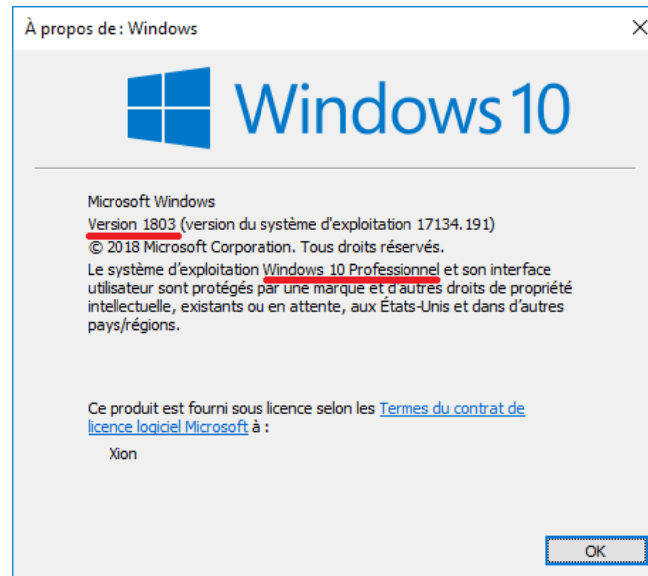 À propos de : Windows
Windows 10
Microsoft Windows
Version 1803 (version du système d'exploitation 17134.191)
© 2018 Microsoft Corporation. Tous droits réservés.
Le système d’exploitation Windows 10 Professionnel et son interface
utilisateur sont protégés par une marque et d'autres droits de propriété
intellectuelle, existants ou en attente, aux États-Unis et dans d’autres
pays/régions.
Ce produit est fourni sous licence selon les Termes du contrat de
licence logiciel Microsoft à :
Xion
OK